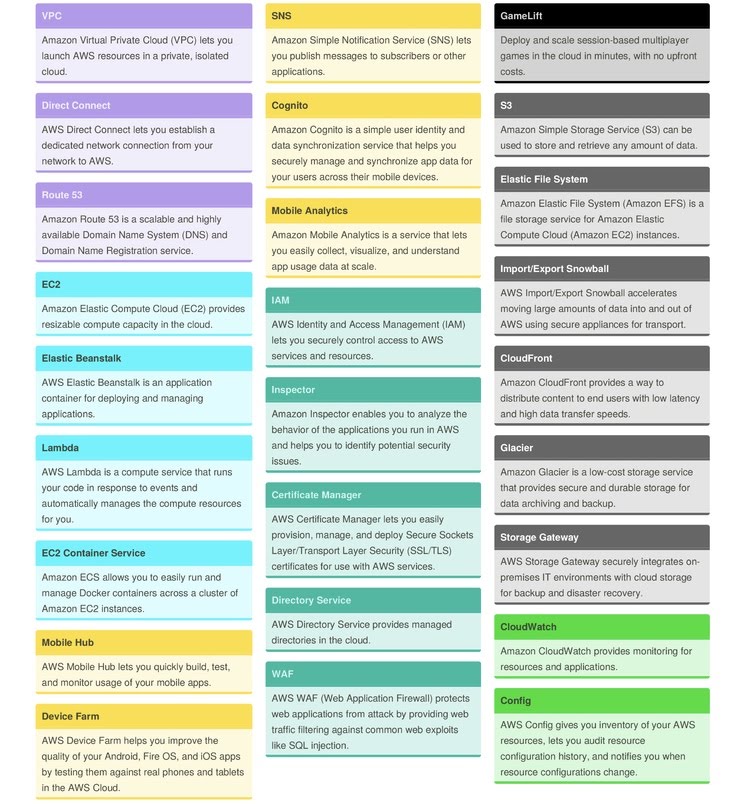 VPC
Amazon Virtual Private Cloud (VPC) lets you
launch AWS resources in a private, isolated
cloud.
Direct Connect
AWS Direct Connect lets you establish a
dedicated network connection from your
network to AWS.
Route 53
Amazon Route 53 is a scalable and highly
available Domain Name System (DNS) and
Domain Name Registration service.
EC2
Amazon Elastic Compute Cloud (EC2) provides
resizable compute capacity in the cloud.
Elastic Beanstalk
AWS Elastic Beanstalk is an application
container for deploying and managing
applications.
Lambda
AWS Lambda is a compute service that runs
your code in response to events and
automatically manages the compute resources
for you.
EC2 Container Service
Amazon ECS allows you to easily run and
manage Docker containers across a cluster of
Amazon EC2 instances.
Mobile Hub
AWS Mobile Hub lets you quickly build, test,
and monitor usage of your mobile apps.
Device Farm
AWS Device Farm helps you improve the
quality of your Android, Fire OS, and iOS apps
by testing them against real phones and tablets
in the AWS Cloud.
SNS
Amazon Simple Notification Service (SNS) lets
you publish messages to subscribers or other
applications.
Cognito
Amazon Cognito is a simple user identity and
data synchronization service that helps you
securely manage and synchronize app data for
your users across their mobile devices.
Mobile Analytics
Amazon Mobile Analytics is a service that lets
you easily collect, visualize, and understand
app usage data at scale.
IAM
AWS Identity and Access Management (IAM)
lets you securely control access to AWS
services and resources.
Inspector
Amazon Inspector enables you to analyze the
behavior of the applications you run in AWS
and helps you to identify potential security
issues.
Certificate Manager
AWS Certificate Manager lets you easily
provision, manage, and deploy Secure Sockets
Layer/Transport Layer Security (SSL/TLS)
certificates for use with AWS services.
Directory Service
AWS Directory Service provides managed
directories in the cloud.
WAF
AWS WAF (Web Application Firewall) protects
web applications from attack by providing web
traffic filtering against common web exploits
like SQL injection.
GameLift
Deploy and scale session-based multiplayer
games in the cloud in minutes, with no upfront
costs.
S3
Amazon Simple Storage Service (S3) can be
used to store and retrieve any amount of data.
Elastic File System
Amazon Elastic File System (Amazon EFS) is a
file storage service for Amazon Elastic
Compute Cloud (Amazon EC2) instances.
Import/Export Snowball
AWS Import/Export Snowball accelerates
moving large amounts of data into and out of
AWS using secure appliances for transport.
CloudFront
Amazon CloudFront provides a way to
distribute content to end users with low latency
and high data transfer speeds.
Glacier
Amazon Glacier is a low-cost storage service
that provides secure and durable storage for
data archiving and backup.
Storage Gateway
AWS Storage Gateway securely integrates on-
premises IT environments with cloud storage
for backup and disaster recovery.
CloudWatch
Amazon CloudWatch provides monitoring for
resources and applications.
Config
AWS Config gives you inventory of your AWS
resources, lets you audit resource
configuration history, and notifies you when
resource configurations change.